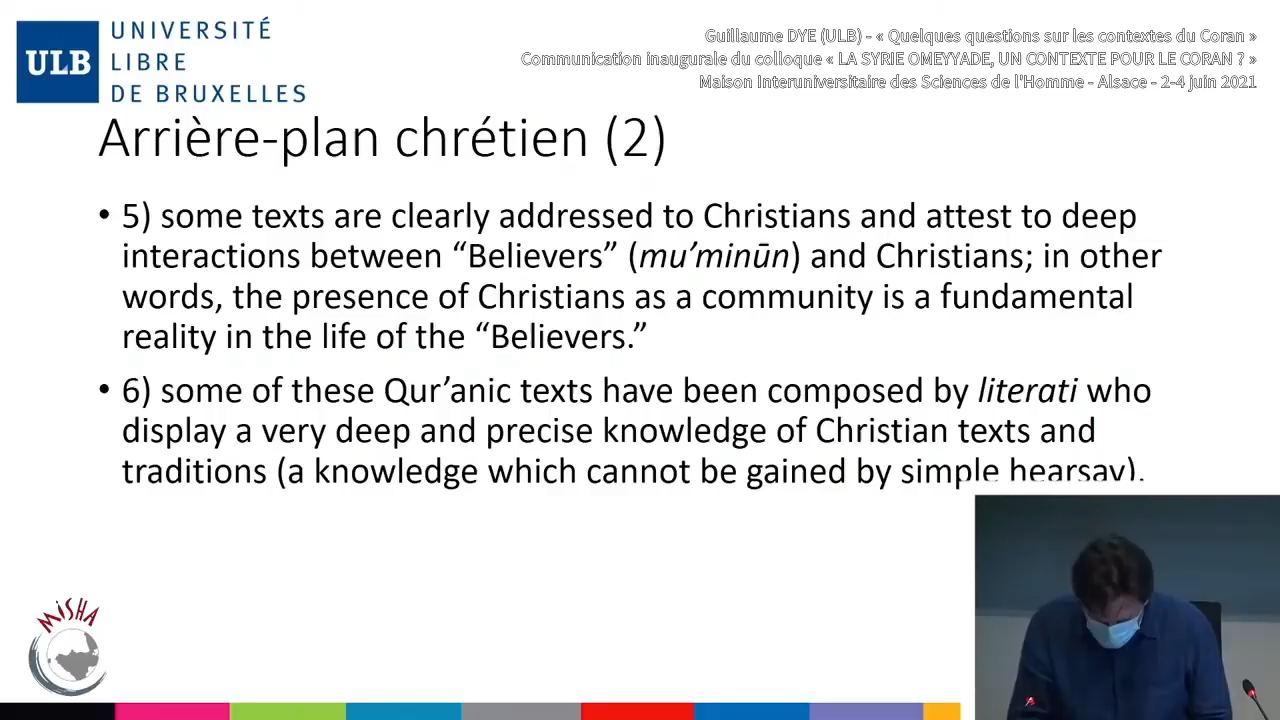 UNIVERSITÉ
ULB LIBRE
DE BRUXELLES
Guillaume DYE (ULB) - « Quelques questions sur les contextes du Coran »
Communication inaugurale du colloque « LA SYRIE OMEYYADE, UN CONTEXTE POUR LE CORAN ? »
Maison Interuniversitaire des Sciences de l'Homme - Alsace - 2-4 juin 2021
Arrière-plan chrétien (2)
• 5) some texts are clearly addressed to Christians and attest to deep
interactions between “Believers” (mu’minūn) and Christians; in other
words, the presence of Christians as a community is a fundamental
reality in the life of the “Believers.”
• 6) some of these Qur’anic texts have been composed by literati who
display a very deep and precise knowledge of Christian texts and
traditions (a knowledge which cannot be gained by simple hearsay).
MISHA